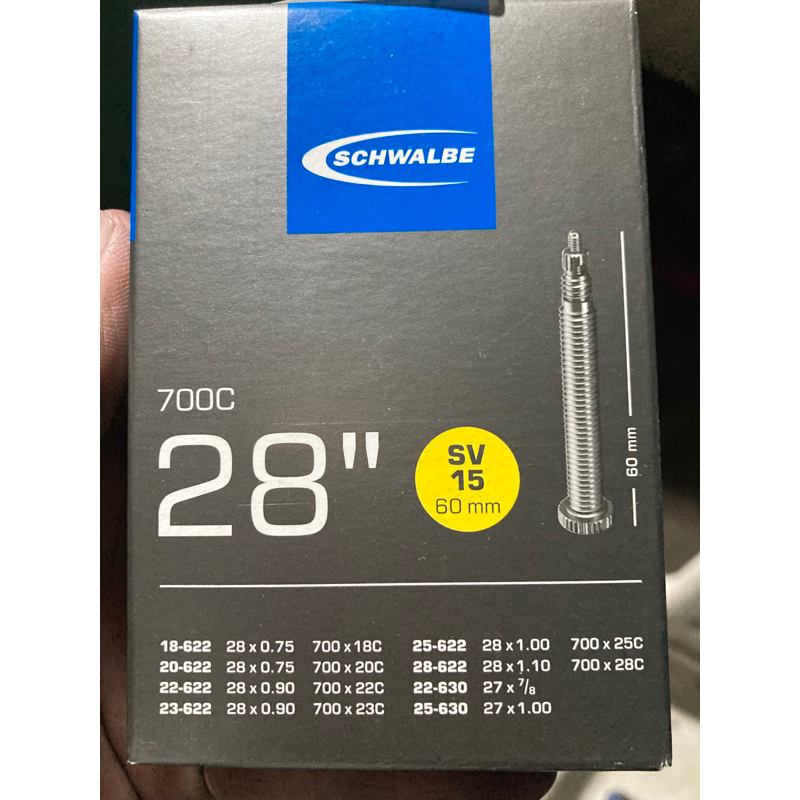 SCHWALBE
700C
28"
SV
15
60 mm
60 mm
18-622 28 x 0.75 700 x 18C
20-622 28 x 0.75 700 x 20C
22-622 28 x 0.90 700 x 22C
23-622 28 x 0.90 700 x 23C
25-622 28 x 1.00 700 x 25C
28-622 28 x 1.10 700 x 28C
22-630 27 x 7/8
25-630 27 x 1.00